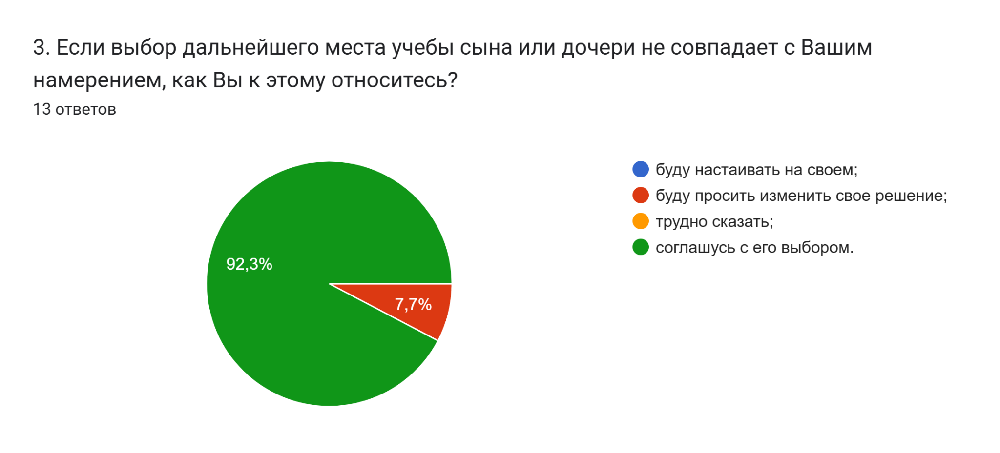 3. Если выбор дальнейшего места учебы сына или дочери не совпадает с Вашим
намерением, как Вы к этому относитесь?
13 ответов
буду настаивать на своем;
буду просить изменить свое решение;
трудно сказать;
соглашусь с его выбором.
92,3%
7,7%